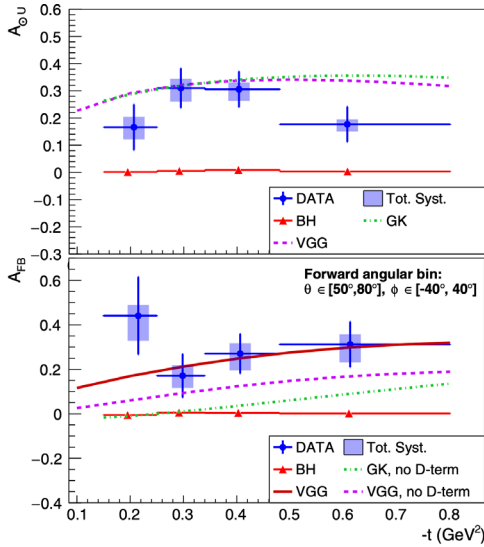 A⊙U
0.6
0.5
0.4
0.3
0.2
0.1
0
−0.1
−0.2
−0.3
DATA
Tot. Syst.
BH
GK
VGG
A_FB
0.6
0.4
0.2
0
−0.2
−0.4
Forward angular bin:
θ ∈ [50°,80°], ϕ ∈ [-40°, 40°]
DATA
Tot. Syst.
BH
GK, no D-term
VGG
VGG, no D-term
0.1 0.2 0.3 0.4 0.5 0.6 0.7 0.8
-t (GeV²)